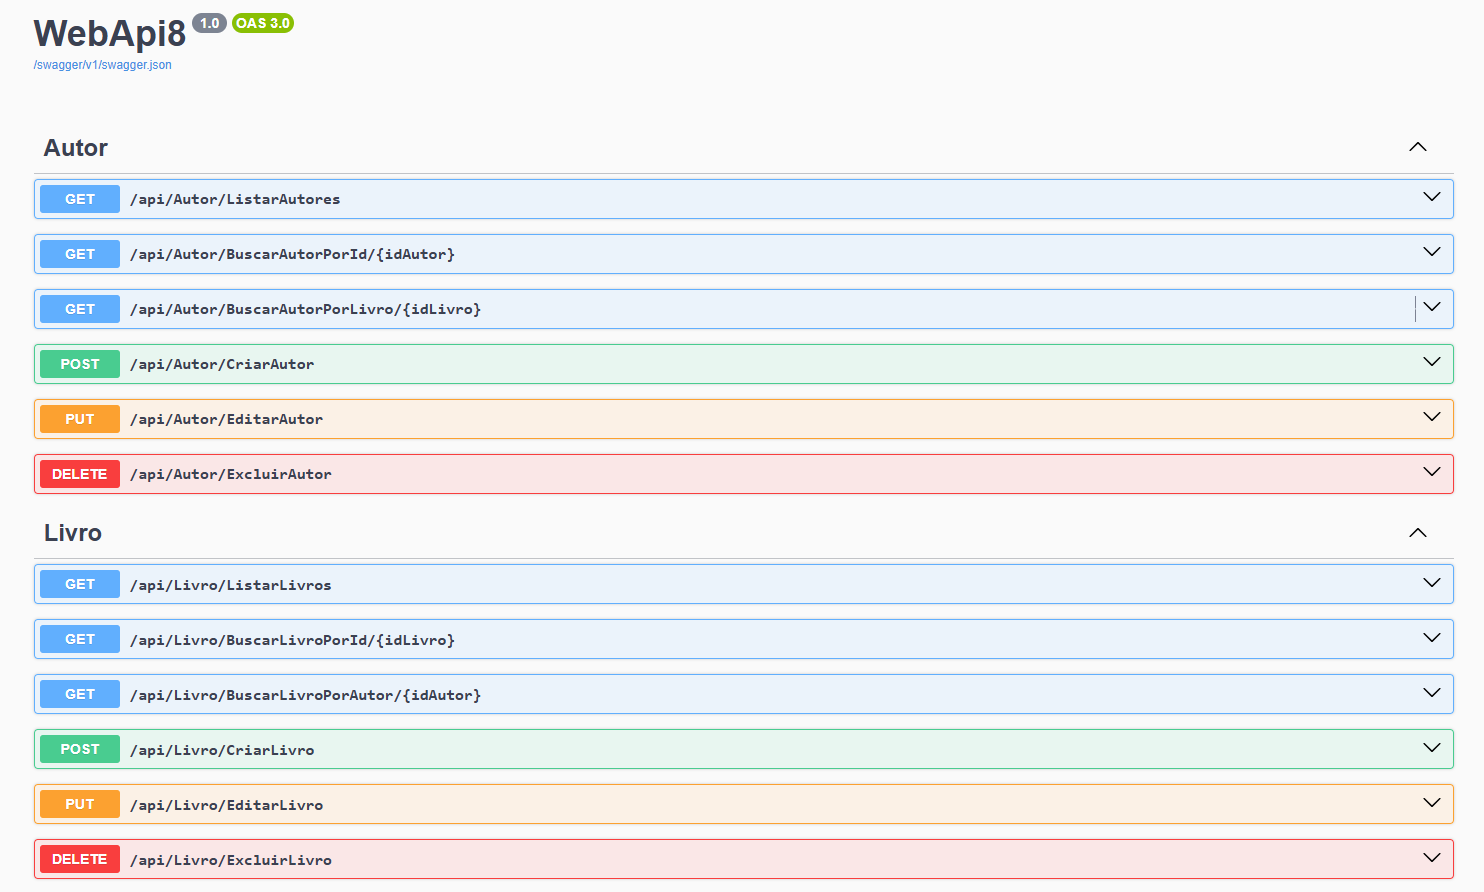 WebApi8 1.0 OAS 3.0
/swagger/v1/swagger.json
Autor
GET /api/Autor/ListarAutores
GET /api/Autor/BuscarAutorPorId/{idAutor}
GET /api/Autor/BuscarAutorPorLivro/{idLivro}
POST /api/Autor/CriarAutor
PUT /api/Autor/EditarAutor
DELETE /api/Autor/ExcluirAutor
Livro
GET /api/Livro/ListarLivros
GET /api/Livro/BuscarLivroPorId/{idLivro}
GET /api/Livro/BuscarLivroPorAutor/{idAutor}
POST /api/Livro/CriarLivro
PUT /api/Livro/EditarLivro
DELETE /api/Livro/ExcluirLivro